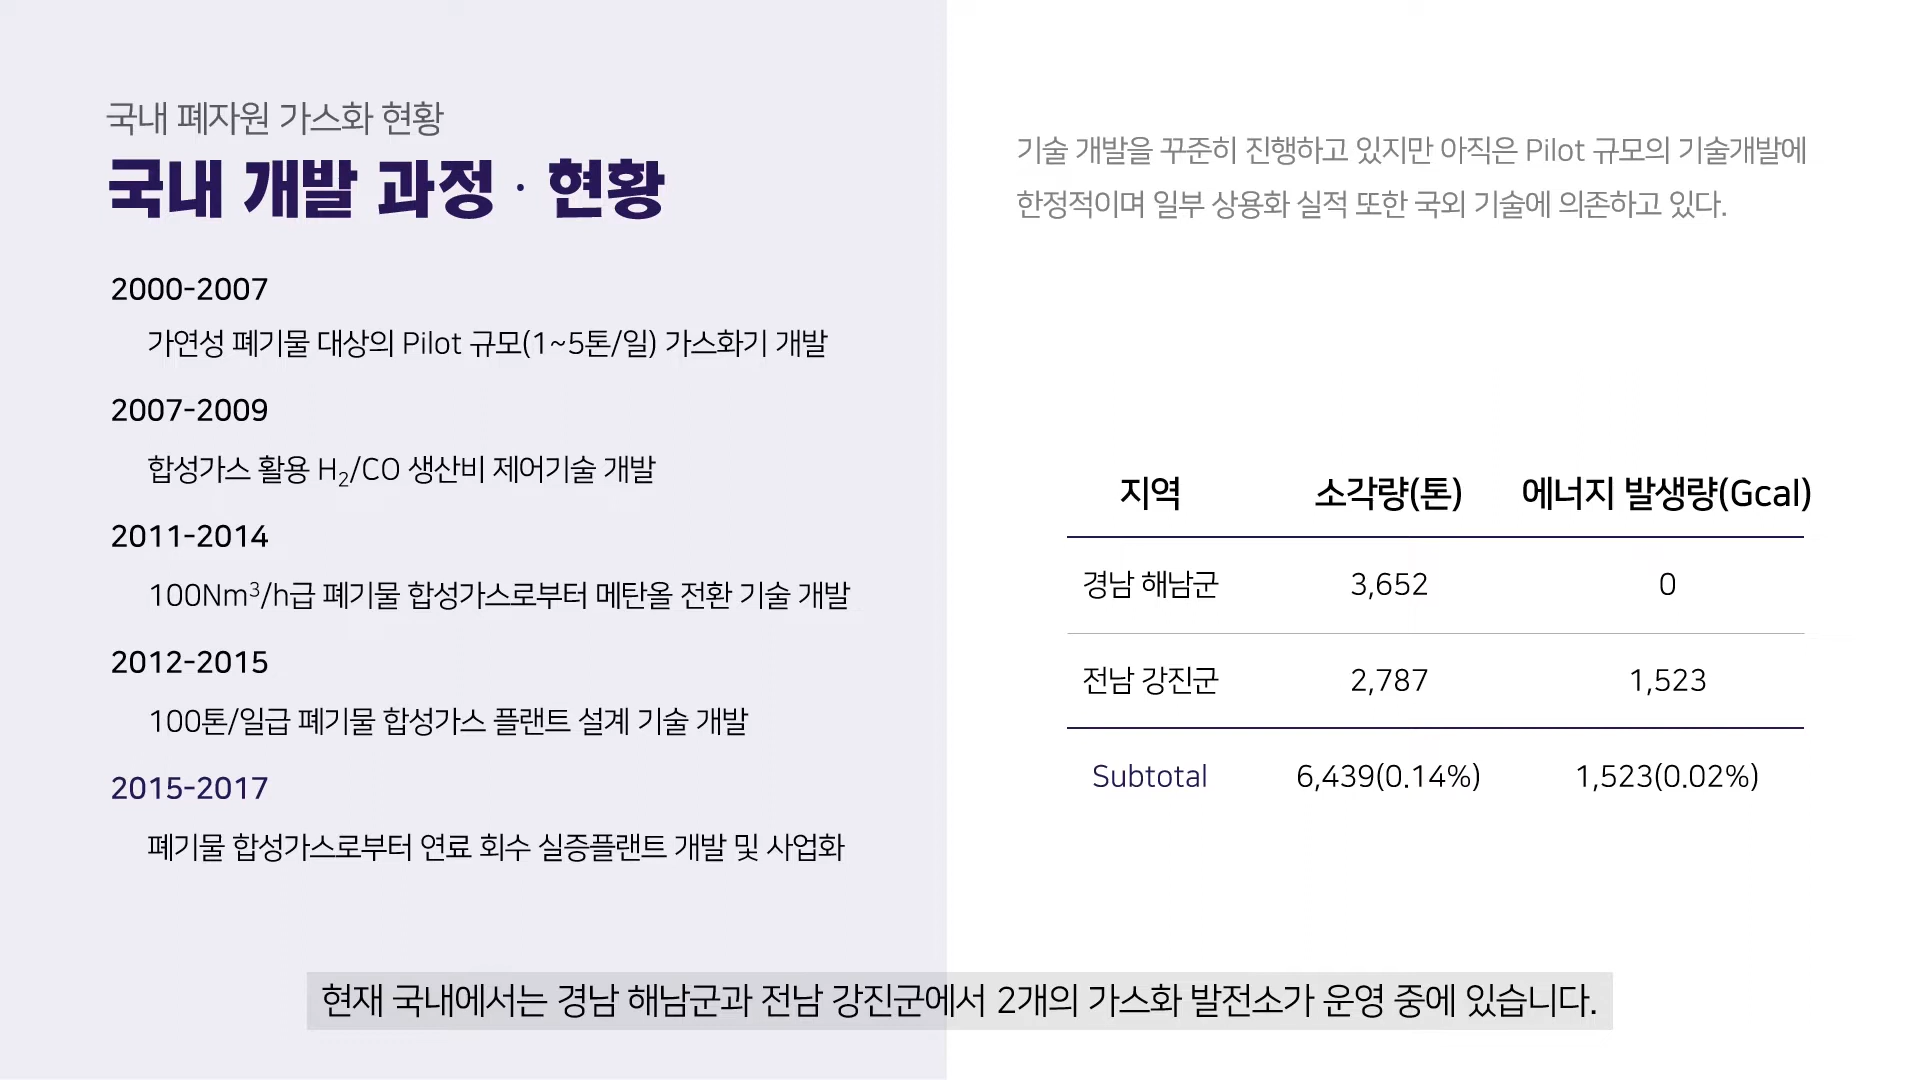 국내 폐자원 가스화 현황
국내 개발 과정 · 현황
2000-2007
가연성 폐기물 대상의 Pilot 규모(1~5톤/일) 가스화기 개발
2007-2009
합성가스 활용 H₂/CO 생산비 제어기술 개발
2011-2014
100Nm³/h급 폐기물 합성가스로부터 메탄올 전환 기술 개발
2012-2015
100톤/일급 폐기물 합성가스 플랜트 설계 기술 개발
2015-2017
폐기물 합성가스로부터 연료 회수 실증플랜트 개발 및 사업화
기술 개발을 꾸준히 진행하고 있지만 아직은 Pilot 규모의 기술개발에
한정적이며 일부 상용화 실적 또한 국외 기술에 의존하고 있다.
지역 소각량(톤) 에너지 발생량(Gcal)
경남 해남군 3,652 0
전남 강진군 2,787 1,523
Subtotal 6,439(0.14%) 1,523(0.02%)
현재 국내에서는 경남 해남군과 전남 강진군에서 2개의 가스화 발전소가 운영 중에 있습니다.